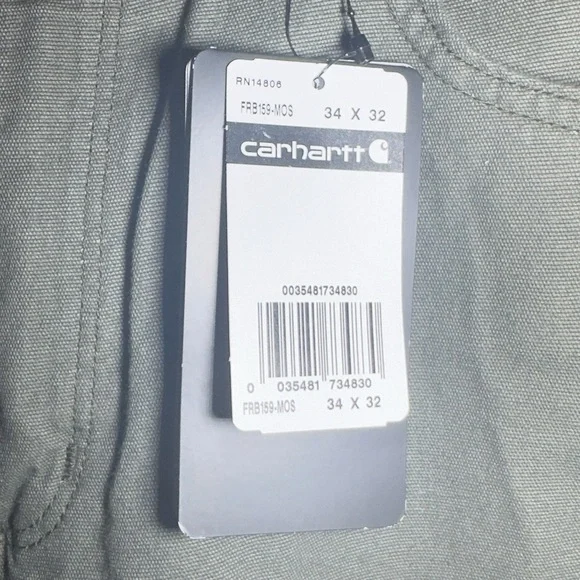 RN14806
FRB159-MOS 34 X 32
carhartt
0035481734830
0 035481 734830
FRB159-MOS 34 X 32